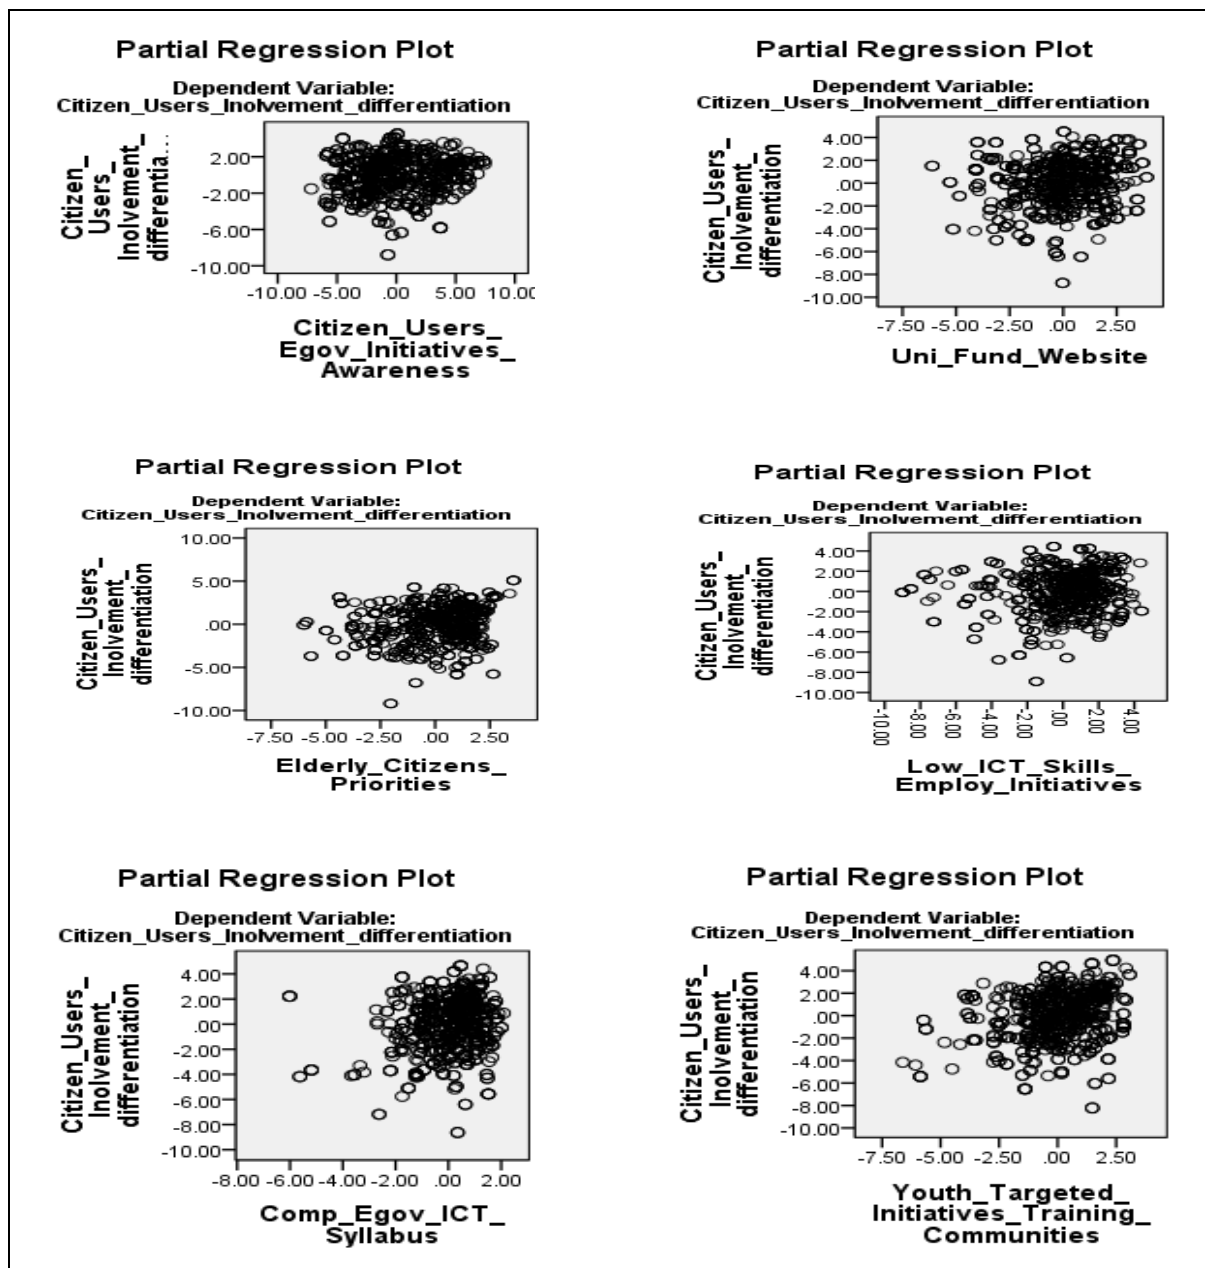 Partial Regression Plot
Dependent Variable:
Citizen_Users_Inolvement_differentiation
Citizen_
Users_
Inolvement_
differentia...
2.00
-2.00
-6.00
-10.00
-10.00 -5.00 .00 5.00 10.00
Citizen_Users_
Egov_Initiatives_
Awareness
Partial Regression Plot
Dependent Variable:
Citizen_Users_Inolvement_differentiation
Citizen_Users_
Inolvement_
differentiation
4.00
2.00
.00
-2.00
-4.00
-6.00
-8.00
-10.00
-7.50 -5.00 -2.50 .00 2.50
Uni_Fund_Website
Partial Regression Plot
Dependent Variable:
Citizen_Users_Inolvement_differentiation
Citizen_Users_
Inolvement_
differentiation
10.00
5.00
.00
-5.00
-10.00
-7.50 -5.00 -2.50 .00 2.50
Elderly_Citizens_
Priorities
Partial Regression Plot
Dependent Variable:
Citizen_Users_Inolvement_differentiation
Citizen_Users_
Inolvement_
differentiation
4.00
2.00
.00
-2.00
-4.00
-6.00
-8.00
-10.00
-10.00 -8.00 -6.00 -4.00 -2.00 .00 2.00 4.00
Low_ICT_Skills_
Employ_Initiatives
Partial Regression Plot
Dependent Variable:
Citizen_Users_Inolvement_differentiation
Citizen_Users_
Inolvement_
differentiation
4.00
2.00
.00
-2.00
-4.00
-6.00
-8.00
-10.00
-8.00 -6.00 -4.00 -2.00 .00 2.00
Comp_Egov_ICT_
Syllabus
Partial Regression Plot
Dependent Variable:
Citizen_Users_Inolvement_differentiation
Citizen_Users_
Inolvement_
differentiation
4.00
2.00
.00
-2.00
-4.00
-6.00
-8.00
-10.00
-7.50 -5.00 -2.50 .00 2.50
Youth_Targeted_
Initiatives_Training_
Communities